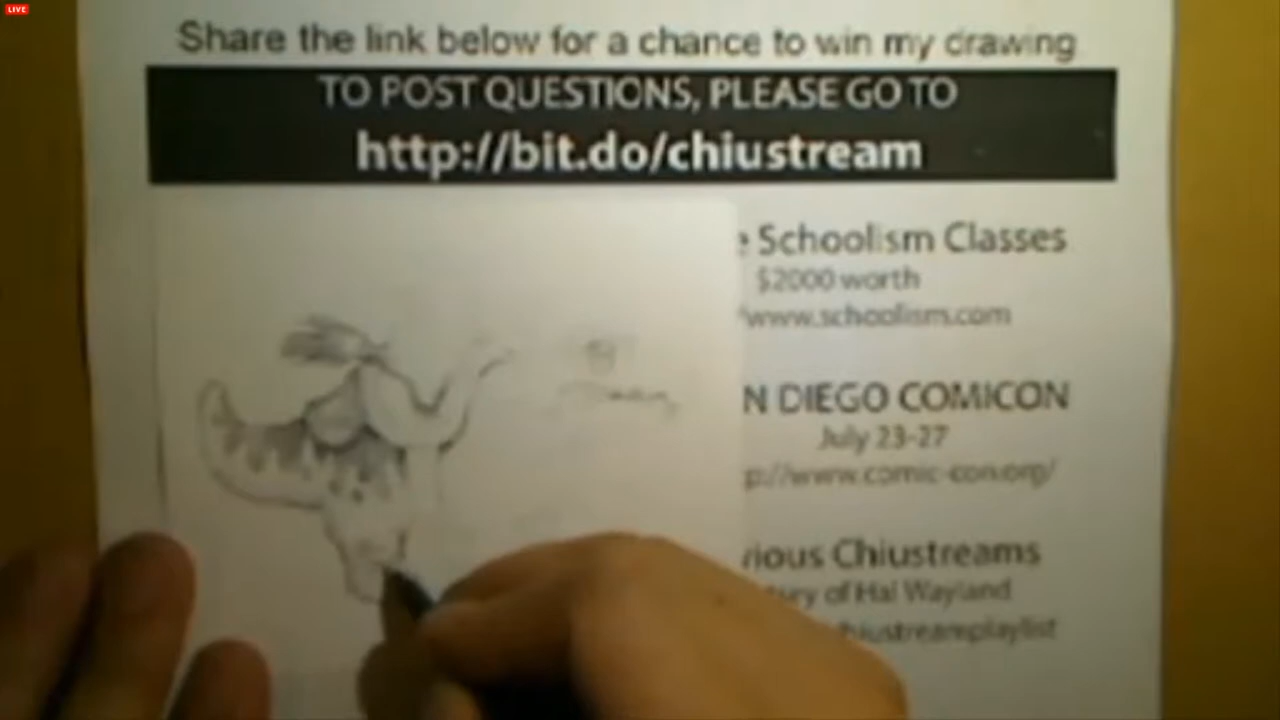 LIVE
Share the link below for a chance to win my drawing
TO POST QUESTIONS, PLEASE GO TO
http://bit.do/chiustream
Schoolism Classes
$2000 worth
www.schoolism.com
N DIEGO COMICON
July 23-27
p://www.comic-con.org/
rious Chiustreams
of Hal Wayland
hiustreamplaylist